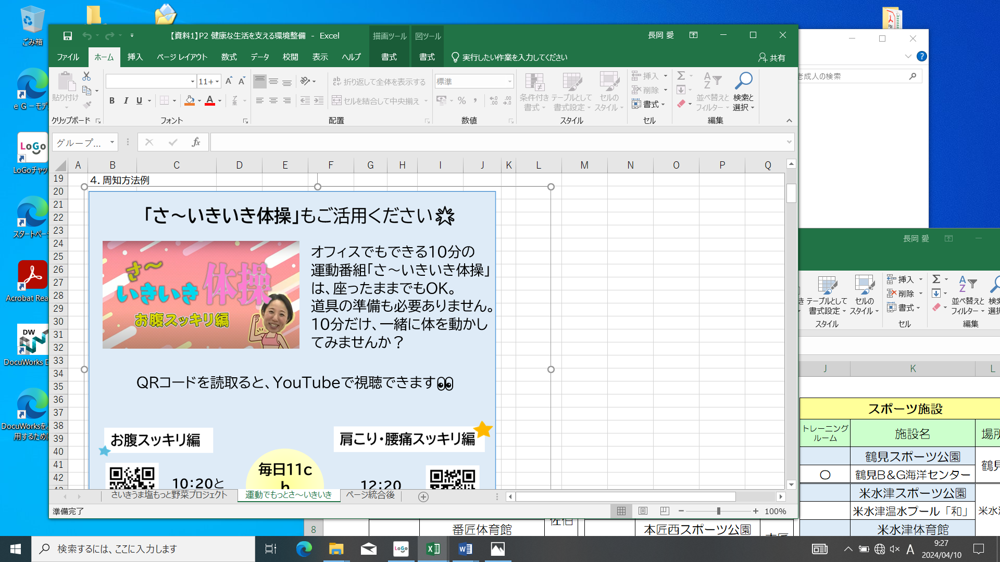 ごみ箱
e G－モデ
LoGo
LoGoチャッ
スタートペー
Acrobat Rea
DW
DocuWorks D
DocuWorksを
用するために
【資料1】P2 健康な生活を支える環境整備 - Excel
描画ツール
図ツール
長岡 愛
ファイル
ホーム
挿入
ページ レイアウト
数式
データ
校閲
表示
ヘルプ
書式
書式
実行したい作業を入力してください
共有
貼り付け
クリップボード
11+
A A
B I U
A
フォント
ab
折り返して全体を表示する
セルを結合して中央揃え
配置
標準
%
数値
条件付き
書式
テーブルとして
書式設定
セルの
スタイル
スタイル
挿入
削除
書式
セル
並べ替えと
フィルター
検索と
選択
編集
グループ...
fx
A B C D E F G H I J K L M N O P Q
19
20
21
22
23
24
25
26
27
28
29
30
31
32
33
34
35
36
37
38
39
40
41
42
4. 周知方法例
「さ～いきいき体操」もご活用ください
さ～
いきいき体操
お腹スッキリ編
オフィスでもできる10分の
運動番組「さ～いきいき体操」
は、座ったままでもOK。
道具の準備も必要ありません。
10分だけ、一緒に体を動かし
てみませんか？
QRコードを読取ると、YouTubeで視聴できます
お腹スッキリ編
肩こり・腰痛スッキリ編
毎日11c
h
10:20と
12:20
さいきうま塩もっと野菜プロジェクト
運動でもっとさ～いきいき
ページ統合後
準備完了
100%
老成人の検索
長岡 愛
テーブルとして
書式設定
セルの
スタイル
スタイル
挿入
削除
書式
セル
並べ替えと
フィルター
検索
選択
編集
J K L
スポーツ施設
トレーニング
ルーム
施設名
場所
鶴見スポーツ公園
鶴見
○
鶴見B＆G海洋センター
米水津スポーツ公園
米水津温水プール「和」
米水
米水津体育館
8
番匠体育館
佐伯
本匠西スポーツ公園
検索するには、ここに入力します
LoGo
A
9:27
2024/04/10